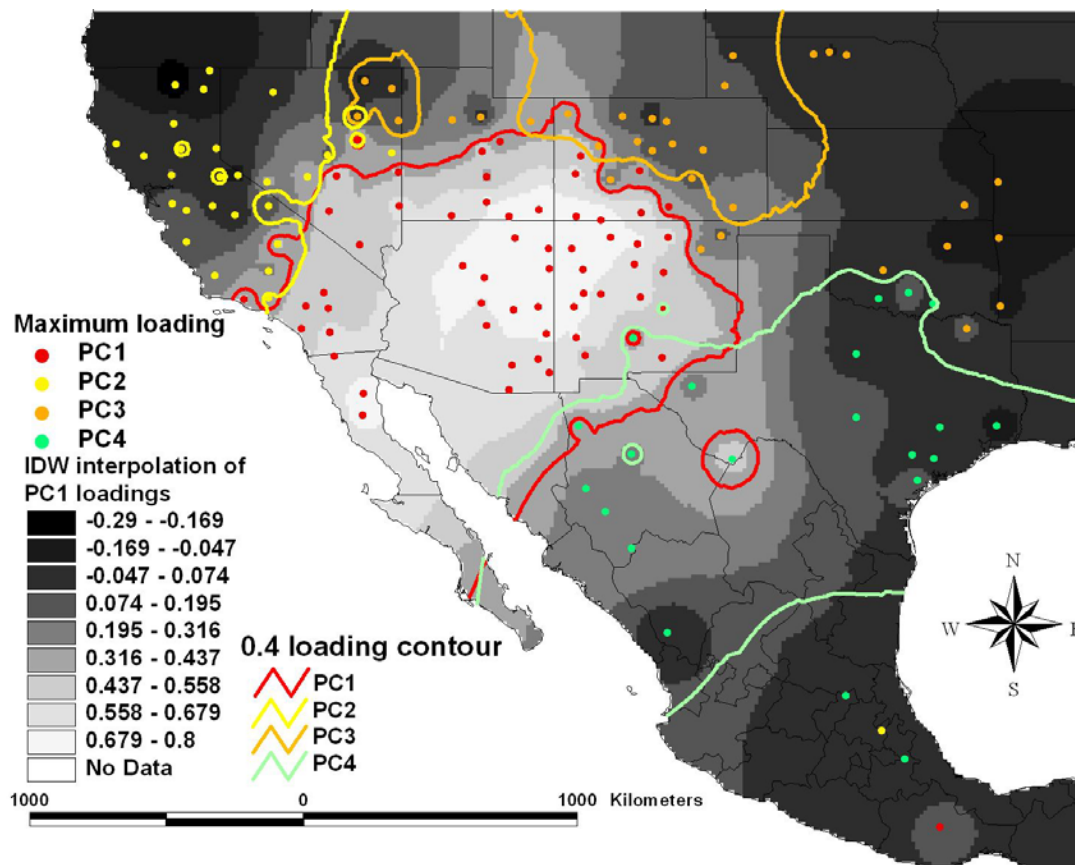 Maximum loading
PC1
PC2
PC3
PC4
IDW interpolation of
PC1 loadings
-0.29 - -0.169
-0.169 - -0.047
-0.047 - 0.074
0.074 - 0.195
0.195 - 0.316
0.316 - 0.437
0.437 - 0.558
0.558 - 0.679
0.679 - 0.8
No Data
0.4 loading contour
PC1
PC2
PC3
PC4
N
W
E
S
1000 0 1000 Kilometers